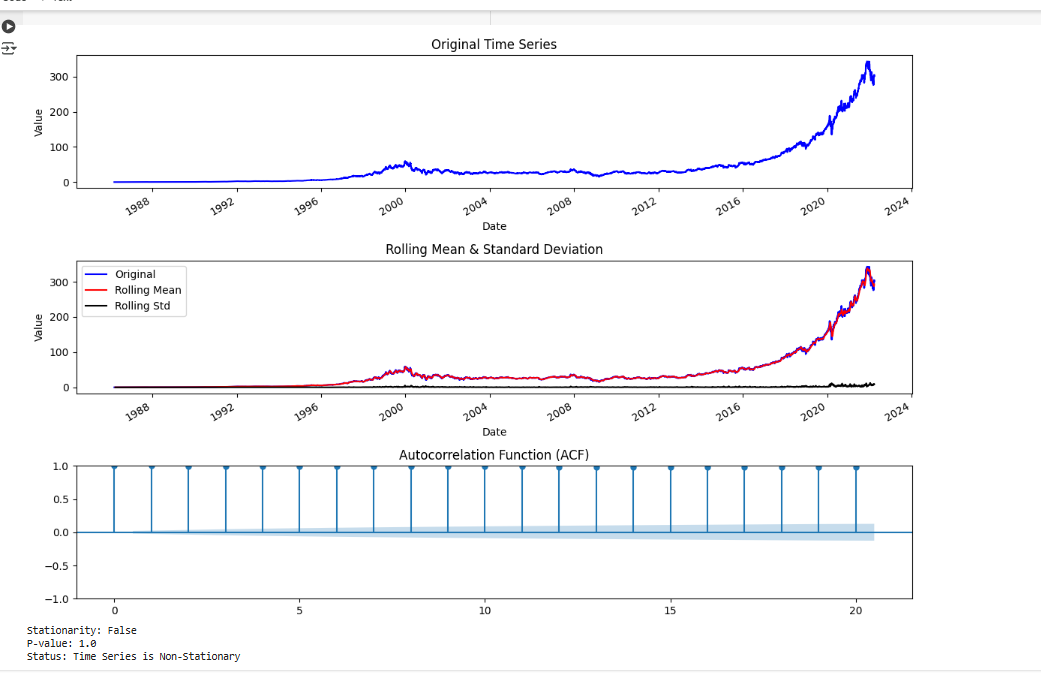 Original Time Series
300
200
100
0
Value
1988
1992
1996
2000
2004
2008
2012
2016
2020
2024
Date
Rolling Mean & Standard Deviation
Original
Rolling Mean
Rolling Std
300
200
100
0
Value
1988
1992
1996
2000
2004
2008
2012
2016
2020
2024
Date
Autocorrelation Function (ACF)
1.0
0.5
0.0
−0.5
−1.0
0
5
10
15
20
Stationarity: False
P-value: 1.0
Status: Time Series is Non-Stationary